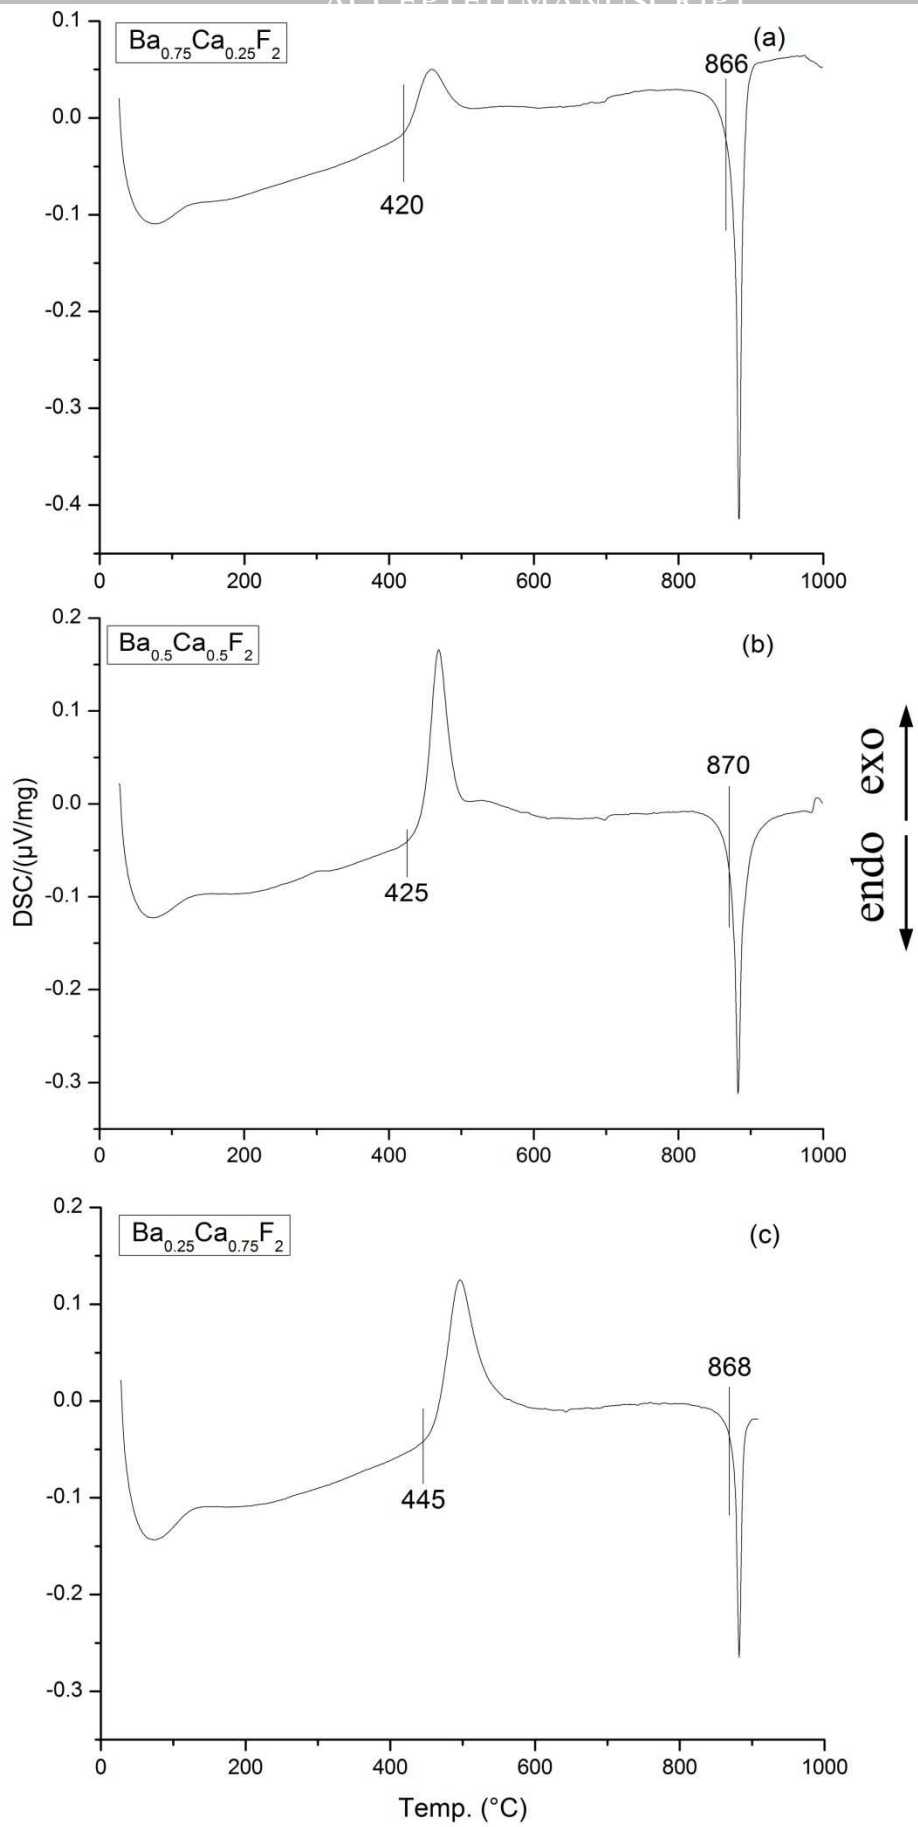 ACCEPTED MANUSCRIPT
Ba0.75Ca0.25F2
(a)
866
420
0.1
0.0
-0.1
-0.2
-0.3
-0.4
0 200 400 600 800 1000
Ba0.5Ca0.5F2
(b)
870
425
0.2
0.1
0.0
-0.1
-0.2
-0.3
0 200 400 600 800 1000
DSC/(µV/mg)
exo
endo
Ba0.25Ca0.75F2
(c)
868
445
0.2
0.1
0.0
-0.1
-0.2
-0.3
0 200 400 600 800 1000
Temp. (°C)